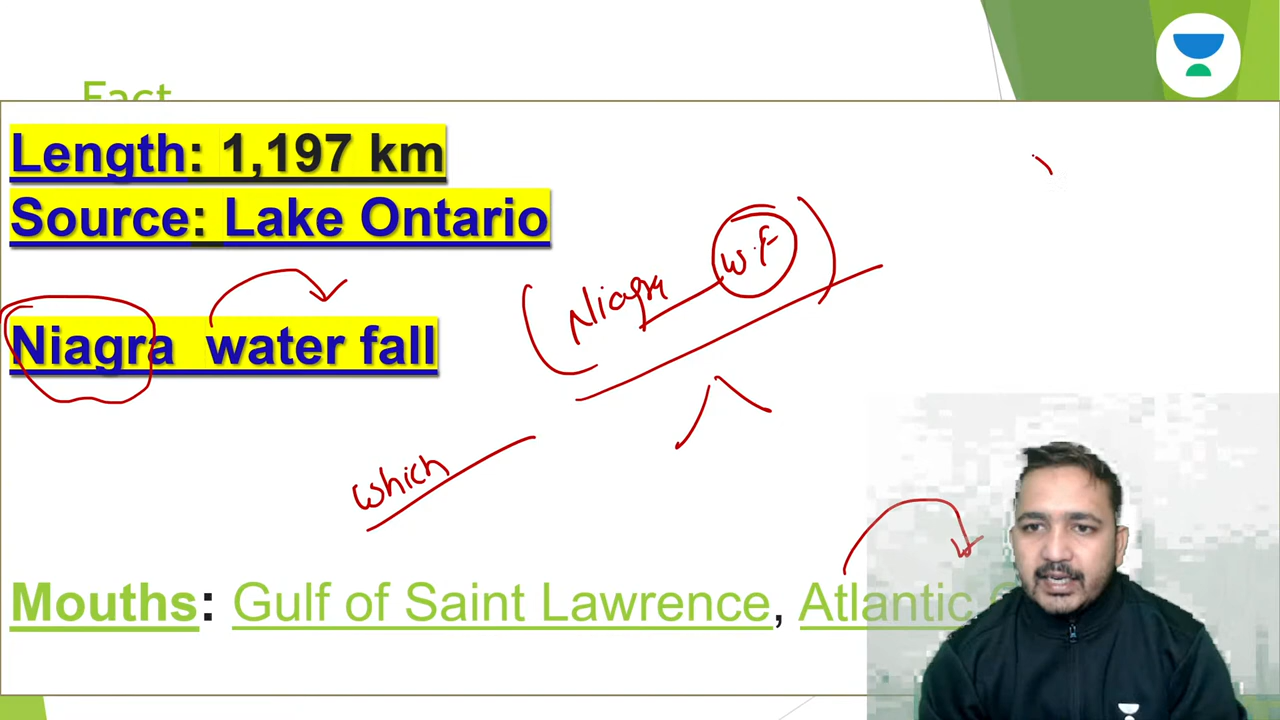 Fact
Length: 1,197 km
Source: Lake Ontario
Niagra w.F
Niagra water fall
which
Mouths: Gulf of Saint Lawrence, Atlantic